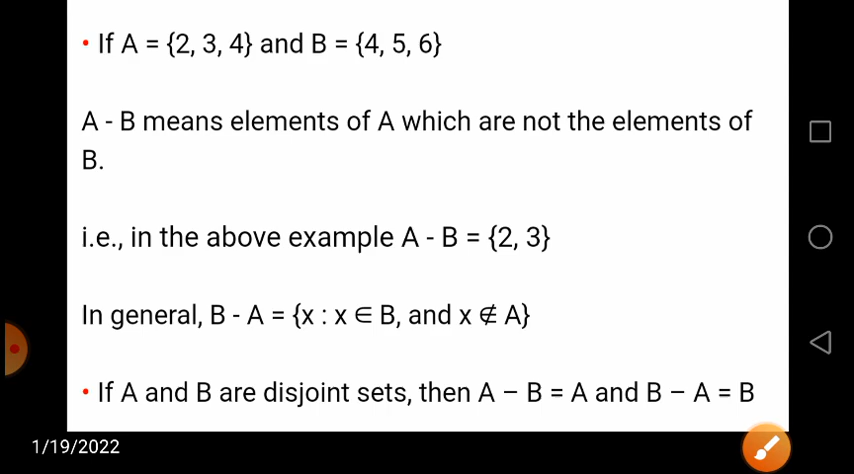 • If A = {2, 3, 4} and B = {4, 5, 6}
A - B means elements of A which are not the elements of
B.
i.e., in the above example A - B = {2, 3}
In general, B - A = {x : x ∈ B, and x ∉ A}
• If A and B are disjoint sets, then A – B = A and B – A = B
1/19/2022